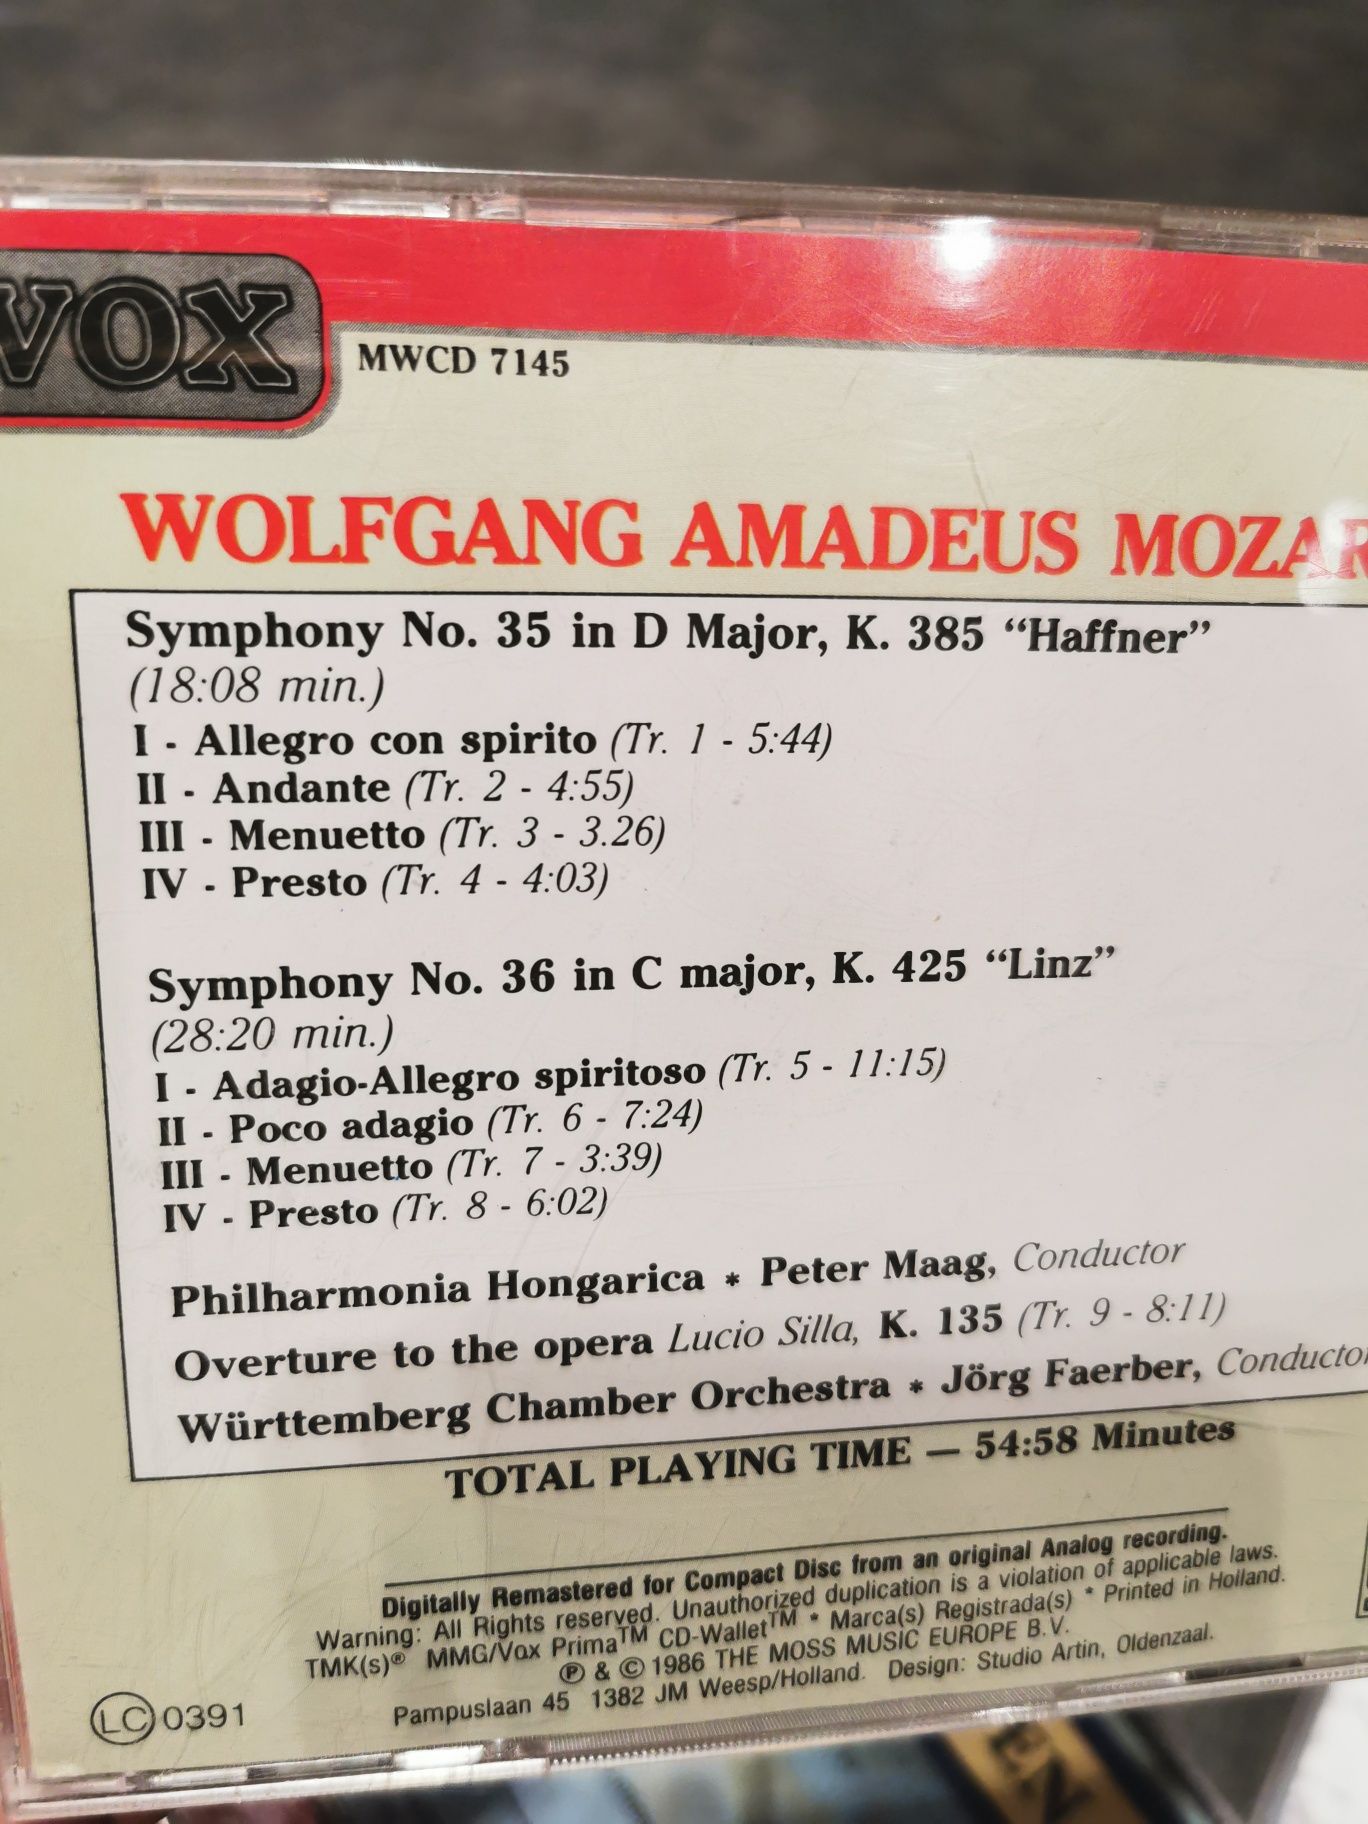 VOX
MWCD 7145
WOLFGANG AMADEUS MOZAR
Symphony No. 35 in D Major, K. 385 “Haffner”
(18:08 min.)
I - Allegro con spirito (Tr. 1 - 5:44)
II - Andante (Tr. 2 - 4:55)
III - Menuetto (Tr. 3 - 3.26)
IV - Presto (Tr. 4 - 4:03)
Symphony No. 36 in C major, K. 425 “Linz”
(28:20 min.)
I - Adagio-Allegro spiritoso (Tr. 5 - 11:15)
II - Poco adagio (Tr. 6 - 7:24)
III - Menuetto (Tr. 7 - 3:39)
IV - Presto (Tr. 8 - 6:02)
Philharmonia Hongarica * Peter Maag, Conductor
Overture to the opera Lucio Silla, K. 135 (Tr. 9 - 8:11)
Württemberg Chamber Orchestra * Jörg Faerber, Conductor
TOTAL PLAYING TIME — 54:58 Minutes
Digitally Remastered for Compact Disc from an original Analog recording.
Warning: All Rights reserved. Unauthorized duplication is a violation of applicable laws.
TMK(s)® MMG/Vox Prima™ CD-Wallet™ * Marca(s) Registrada(s) * Printed in Holland.
℗ & © 1986 THE MOSS MUSIC EUROPE B.V.
Pampuslaan 45 1382 JM Weesp/Holland. Design: Studio Artin, Oldenzaal.
LC 0391
EN